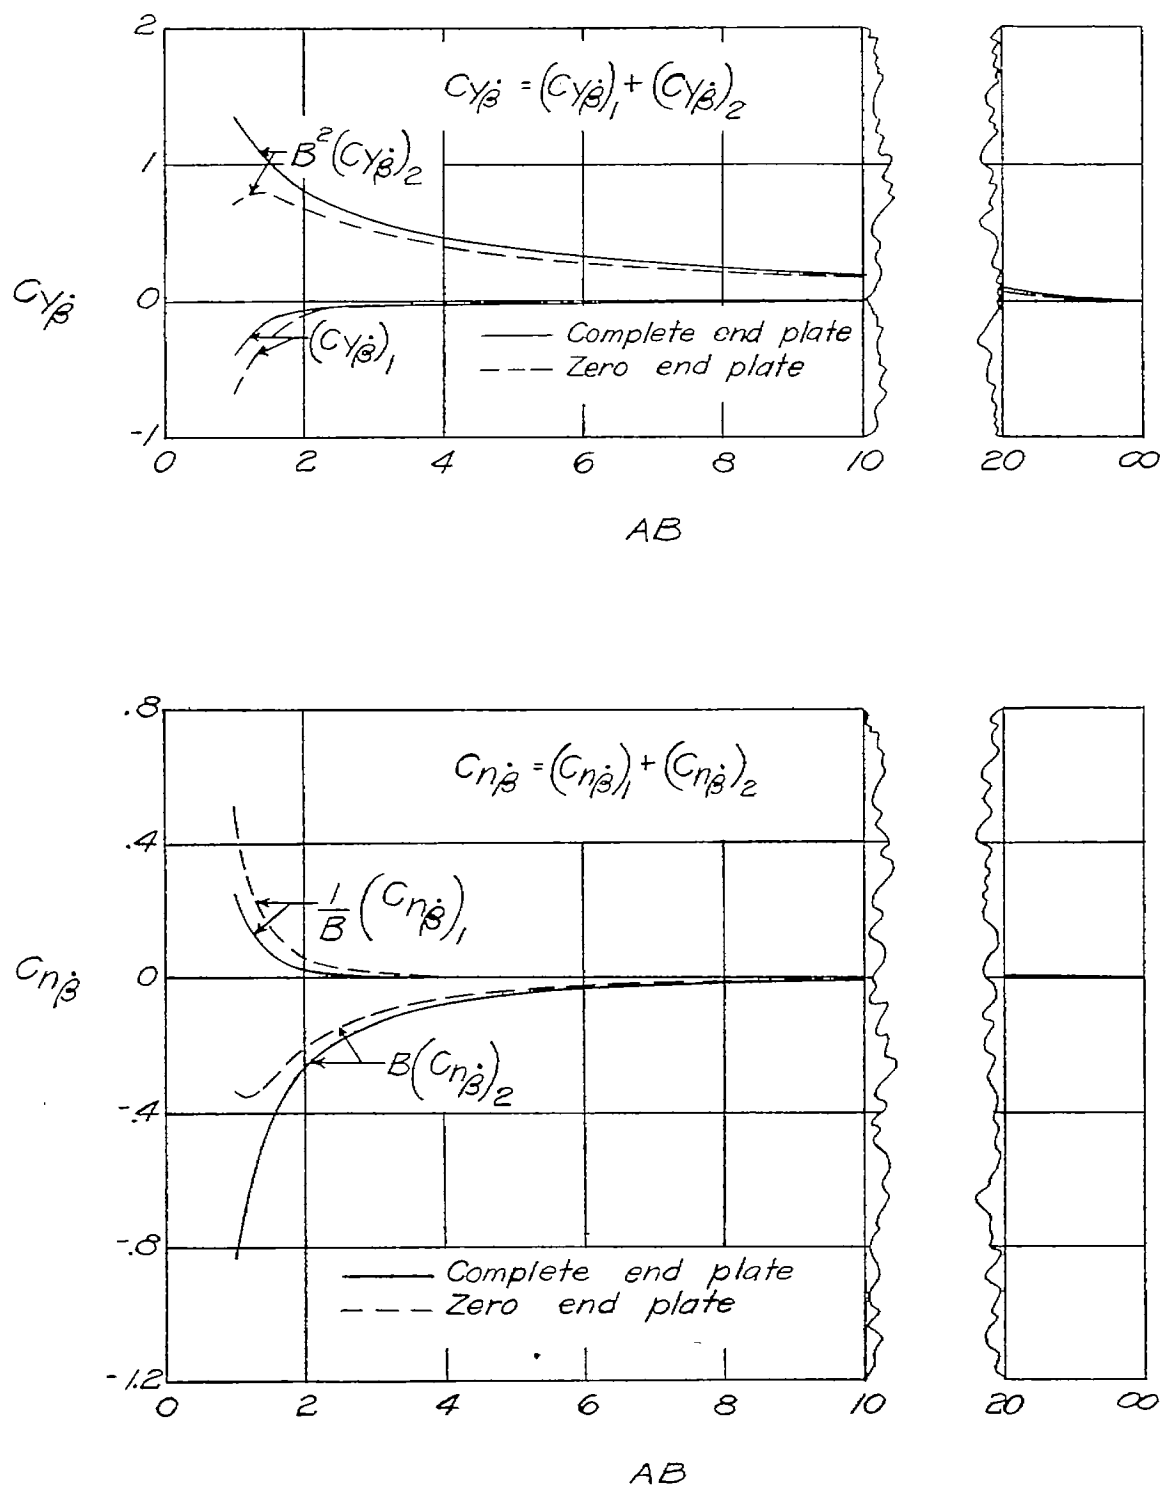 2
1
0
-1
Cyβ̇
Cyβ̇ = (Cyβ̇)1 + (Cyβ̇)2
B²(Cyβ̇)2
(Cyβ̇)1
Complete end plate
Zero end plate
0 2 4 6 8 10 20 ∞
AB
.8
.4
0
-.4
-.8
-1.2
Cnβ̇
Cnβ̇ = (Cnβ̇)1 + (Cnβ̇)2
1/B (Cnβ̇)1
B(Cnβ̇)2
Complete end plate
Zero end plate
0 2 4 6 8 10 20 ∞
AB